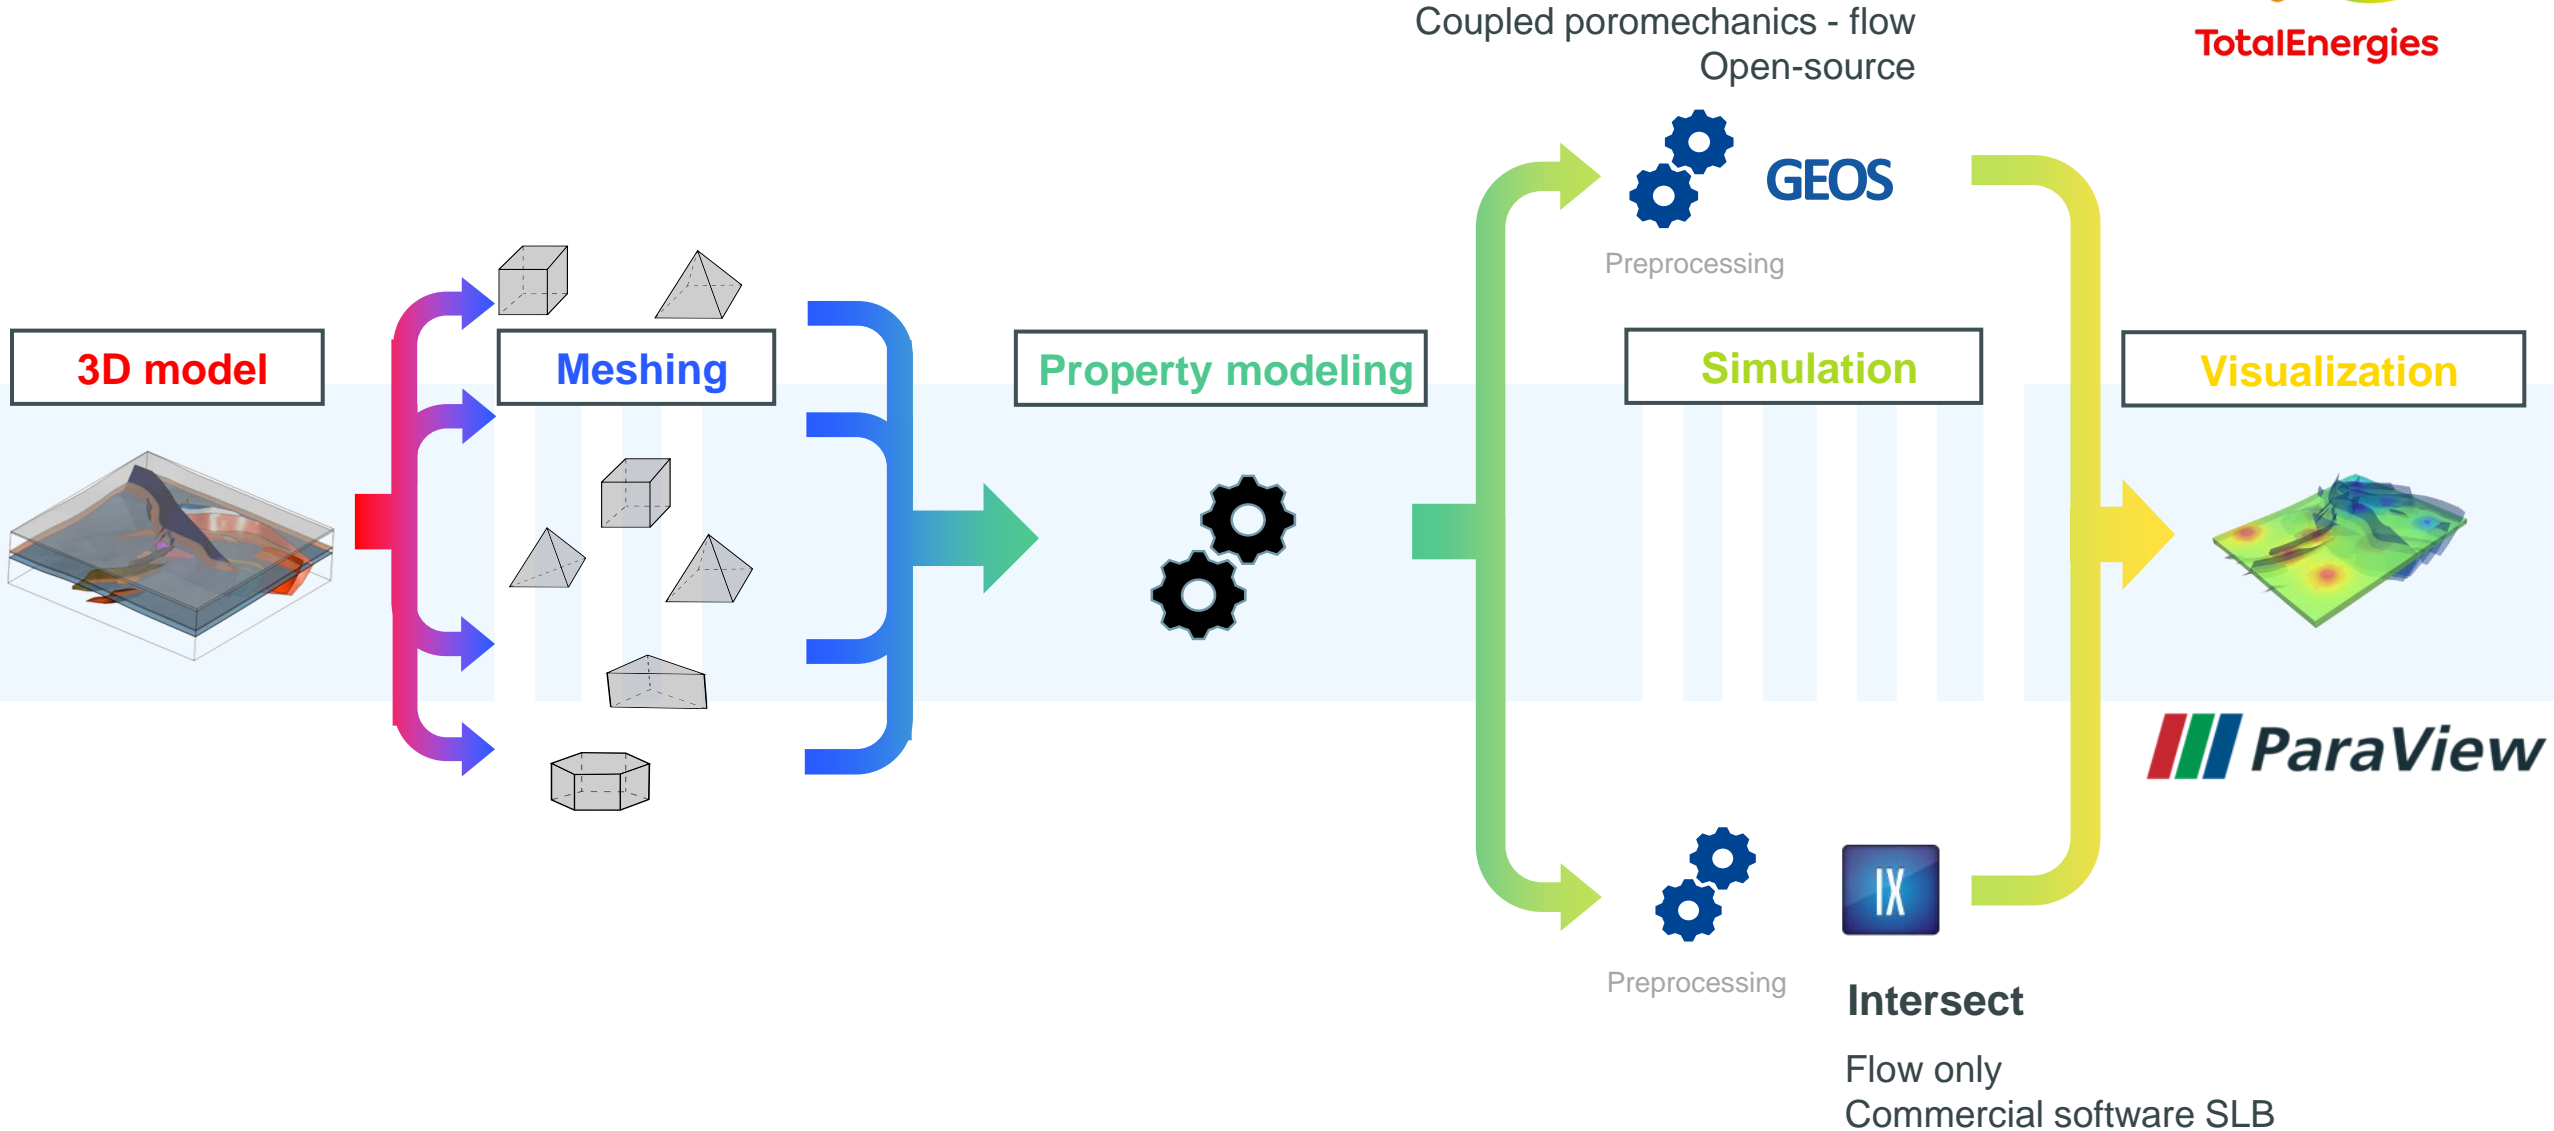 Coupled poromechanics - flow
Open-source
TotalEnergies
GEOS
Preprocessing
3D model
Meshing
Property modeling
Simulation
Visualization
ParaView
IX
Preprocessing
Intersect
Flow only
Commercial software SLB